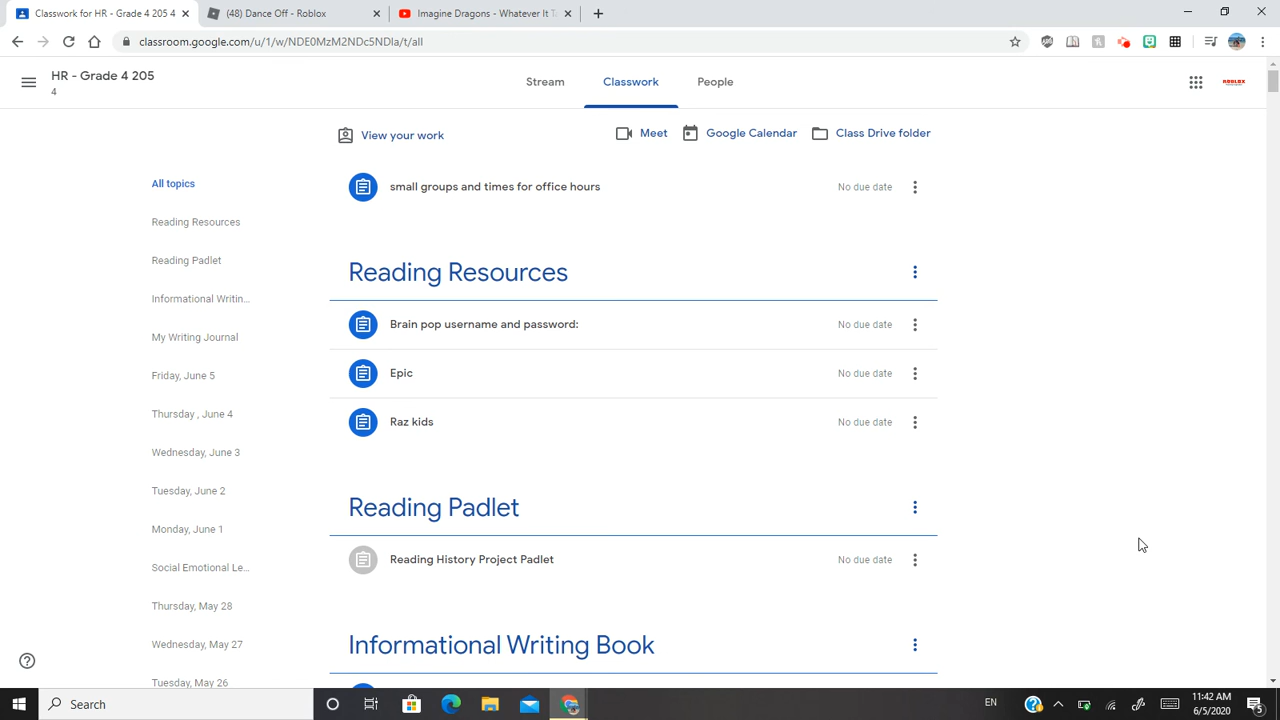 Classwork for HR - Grade 4 205 4
(48) Dance Off - Roblox
Imagine Dragons - Whatever It T
classroom.google.com/u/1/w/NDE0MzM2NDc5NDla/t/all
HR - Grade 4 205
4
Stream
Classwork
People
ROBLOX
View your work
Meet
Google Calendar
Class Drive folder
All topics
Reading Resources
Reading Padlet
Informational Writin...
My Writing Journal
Friday, June 5
Thursday , June 4
Wednesday, June 3
Tuesday, June 2
Monday, June 1
Social Emotional Le...
Thursday, May 28
Wednesday, May 27
Tuesday, May 26
small groups and times for office hours
No due date
Reading Resources
Brain pop username and password:
No due date
Epic
No due date
Raz kids
No due date
Reading Padlet
Reading History Project Padlet
No due date
Informational Writing Book
Search
EN
11:42 AM
6/5/2020
5